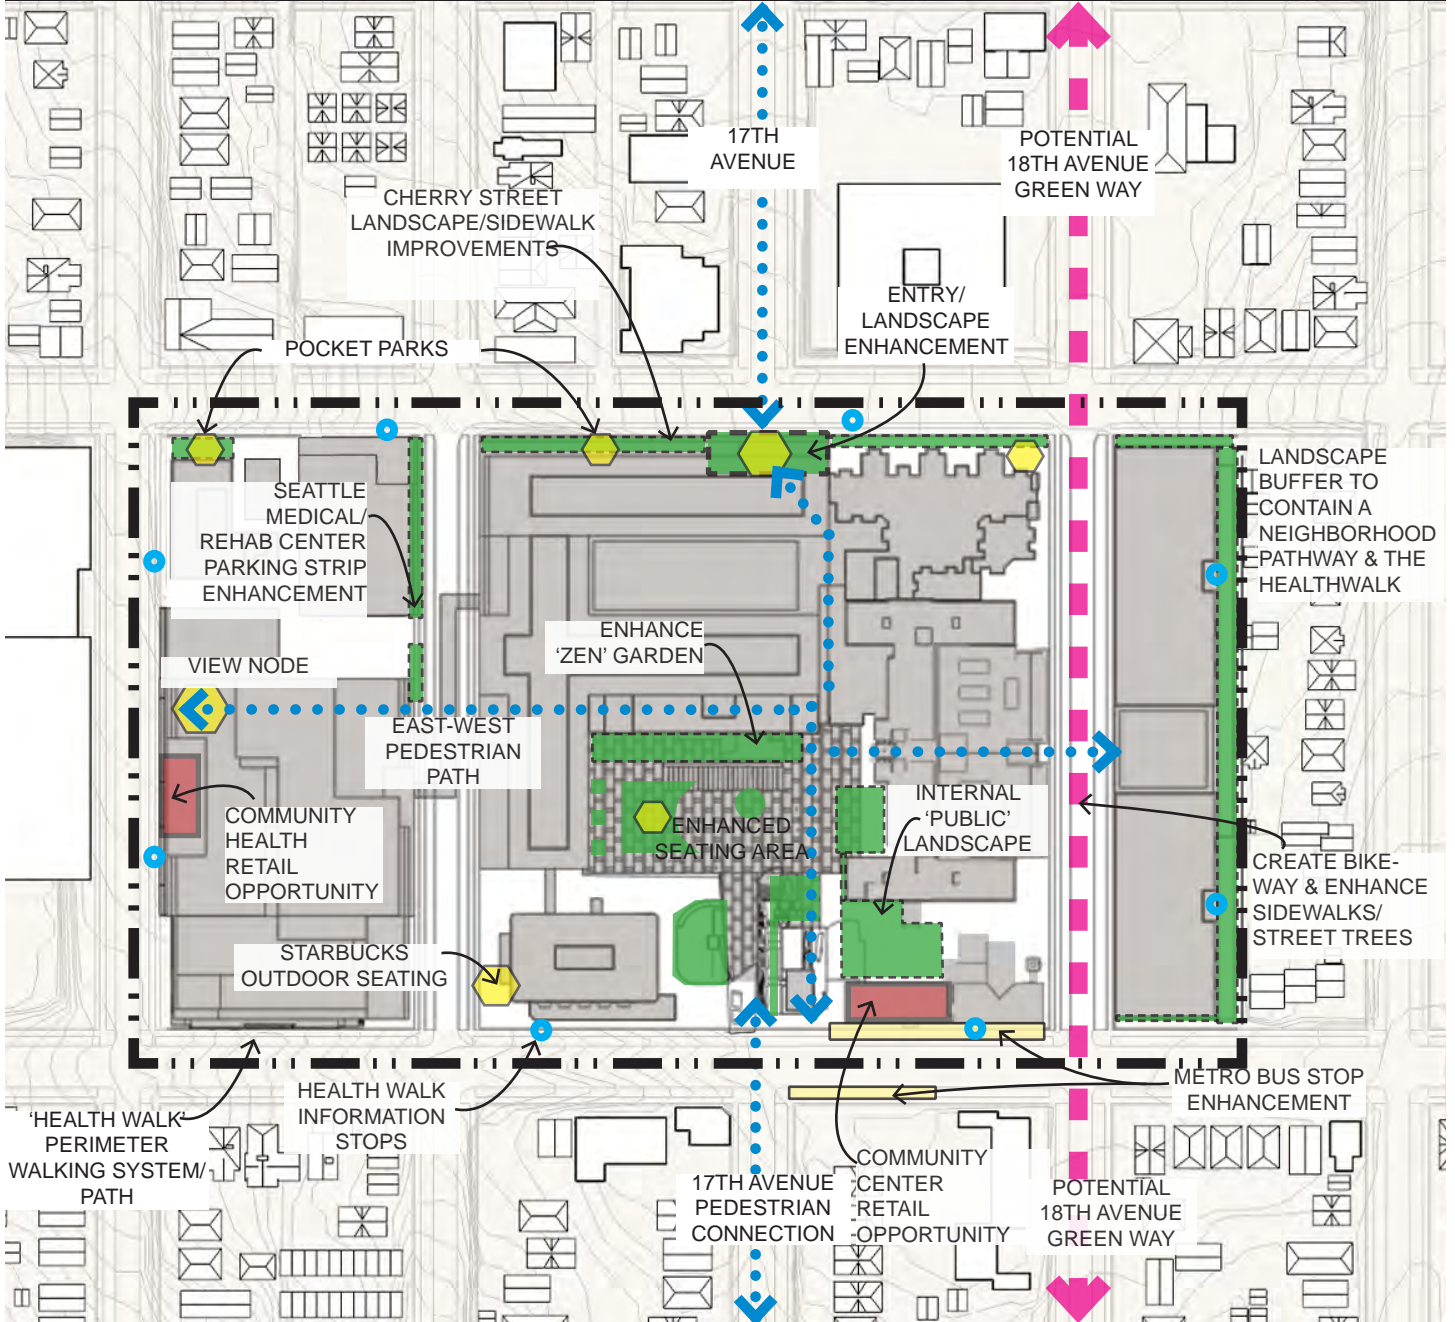 17TH
AVENUE
POTENTIAL
18TH AVENUE
GREEN WAY
CHERRY STREET
LANDSCAPE/SIDEWALK
IMPROVEMENTS
ENTRY/
LANDSCAPE
ENHANCEMENT
POCKET PARKS
SEATTLE
MEDICAL/
REHAB CENTER
PARKING STRIP
ENHANCEMENT
LANDSCAPE
BUFFER TO
CONTAIN A
NEIGHBORHOOD
PATHWAY & THE
HEALTHWALK
VIEW NODE
ENHANCE
‘ZEN’ GARDEN
EAST-WEST
PEDESTRIAN
PATH
COMMUNITY
HEALTH
RETAIL
OPPORTUNITY
ENHANCED
SEATING AREA
INTERNAL
‘PUBLIC’
LANDSCAPE
CREATE BIKE-
WAY & ENHANCE
SIDEWALKS/
STREET TREES
STARBUCKS
OUTDOOR SEATING
‘HEALTH WALK’
PERIMETER
WALKING SYSTEM/
PATH
HEALTH WALK
INFORMATION
STOPS
METRO BUS STOP
ENHANCEMENT
17TH AVENUE
PEDESTRIAN
CONNECTION
COMMUNITY
CENTER
RETAIL
OPPORTUNITY
POTENTIAL
18TH AVENUE
GREEN WAY